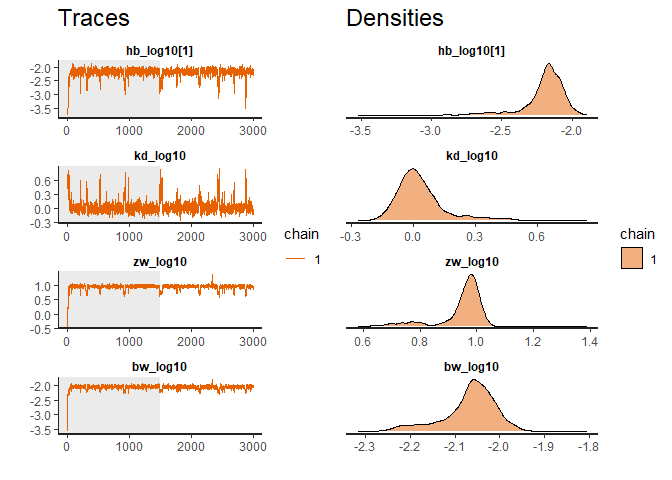 Traces
Densities
hb_log10[1]
hb_log10[1]
-2.0
-2.5
-3.0
-3.5
0 1000 2000 3000
-3.5 -3.0 -2.5 -2.0
kd_log10
kd_log10
0.6
0.3
0.0
-0.3
0 1000 2000 3000
-0.3 0.0 0.3 0.6
chain
1
chain
1
zw_log10
zw_log10
1.0
0.5
0.0
-0.5
0 1000 2000 3000
0.6 0.8 1.0 1.2 1.4
bw_log10
bw_log10
-2.0
-2.5
-3.0
-3.5
0 1000 2000 3000
-2.3 -2.2 -2.1 -2.0 -1.9 -1.8